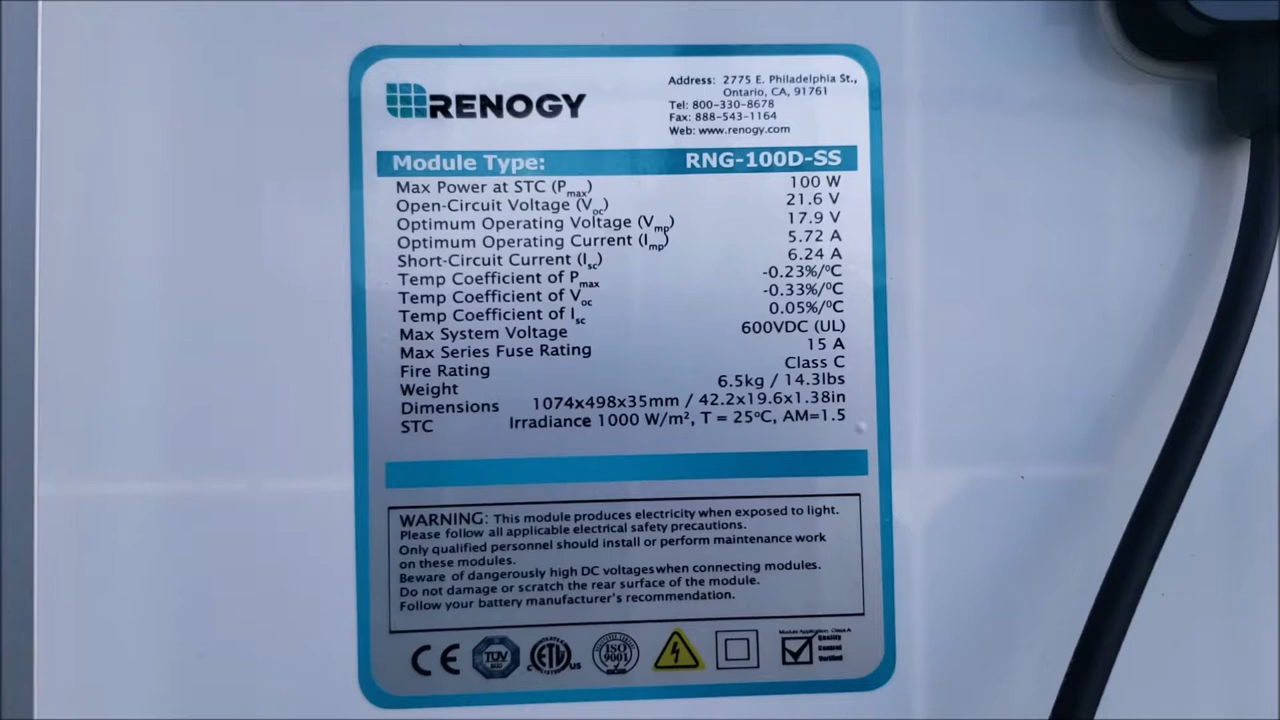 RENOGY
Address: 2775 E. Philadelphia St.,
Ontario, CA, 91761
Tel: 800-330-8678
Fax: 888-543-1164
Web: www.renogy.com
Module Type: RNG-100D-SS
Max Power at STC (Pmax) 100 W
Open-Circuit Voltage (Voc) 21.6 V
Optimum Operating Voltage (Vmp) 17.9 V
Optimum Operating Current (Imp) 5.72 A
Short-Circuit Current (Isc) 6.24 A
Temp Coefficient of Pmax -0.23%/°C
Temp Coefficient of Voc -0.33%/°C
Temp Coefficient of Isc 0.05%/°C
Max System Voltage 600VDC (UL)
Max Series Fuse Rating 15 A
Fire Rating Class C
Weight 6.5kg / 14.3lbs
Dimensions 1074x498x35mm / 42.2x19.6x1.38in
STC Irradiance 1000 W/m², T = 25°C, AM=1.5
WARNING: This module produces electricity when exposed to light.
Please follow all applicable electrical safety precautions.
Only qualified personnel should install or perform maintenance work
on these modules.
Beware of dangerously high DC voltages when connecting modules.
Do not damage or scratch the rear surface of the module.
Follow your battery manufacturer's recommendation.
Module Application: Class A
CE TUV ETL C US ISO 9001 Quality
Control
Verified